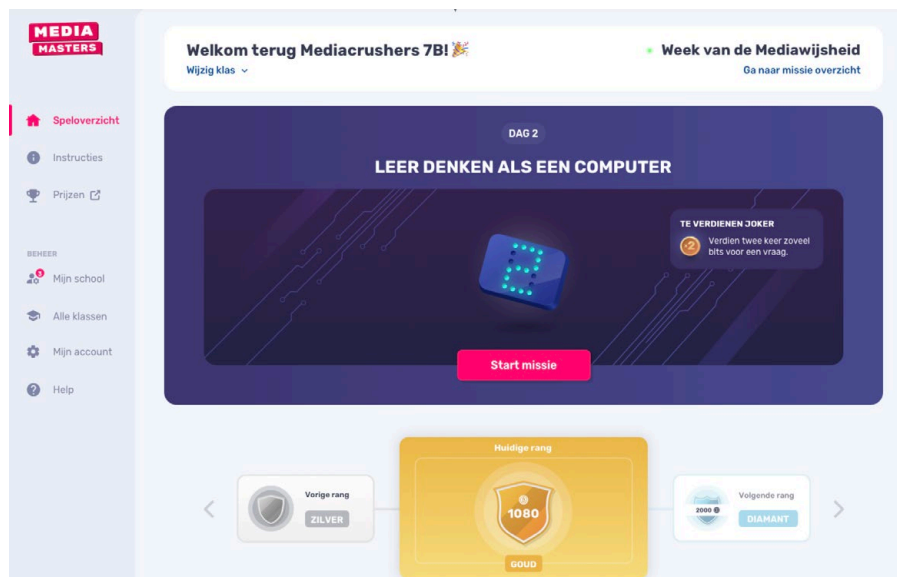 MEDIA
MASTERS
Welkom terug Mediacrushers 7B!
Wijzig klas
Week van de Mediawijsheid
Ga naar missie overzicht
Speloverzicht
Instructies
Prijzen
BEHEER
3
Mijn school
Alle klassen
Mijn account
Help
DAG 2
LEER DENKEN ALS EEN COMPUTER
2
TE VERDIENEN JOKER
×2
Verdien twee keer zoveel
bits voor een vraag.
Start missie
Vorige rang
ZILVER
Huidige rang
1080
GOUD
Volgende rang
2000
DIAMANT